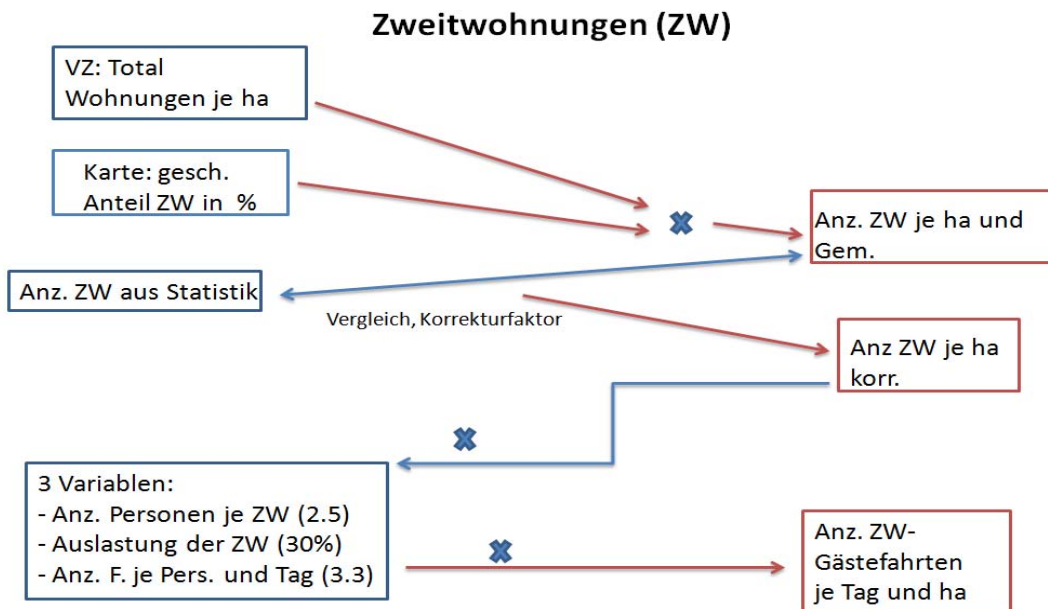 Zweitwohnungen (ZW)
VZ: Total
Wohnungen je ha
Karte: gesch.
Anteil ZW in %
Anz. ZW je ha und
Gem.
Anz. ZW aus Statistik
Vergleich, Korrekturfaktor
Anz ZW je ha
korr.
3 Variablen:
- Anz. Personen je ZW (2.5)
- Auslastung der ZW (30%)
- Anz. F. je Pers. und Tag (3.3)
Anz. ZW-
Gästefahrten
je Tag und ha